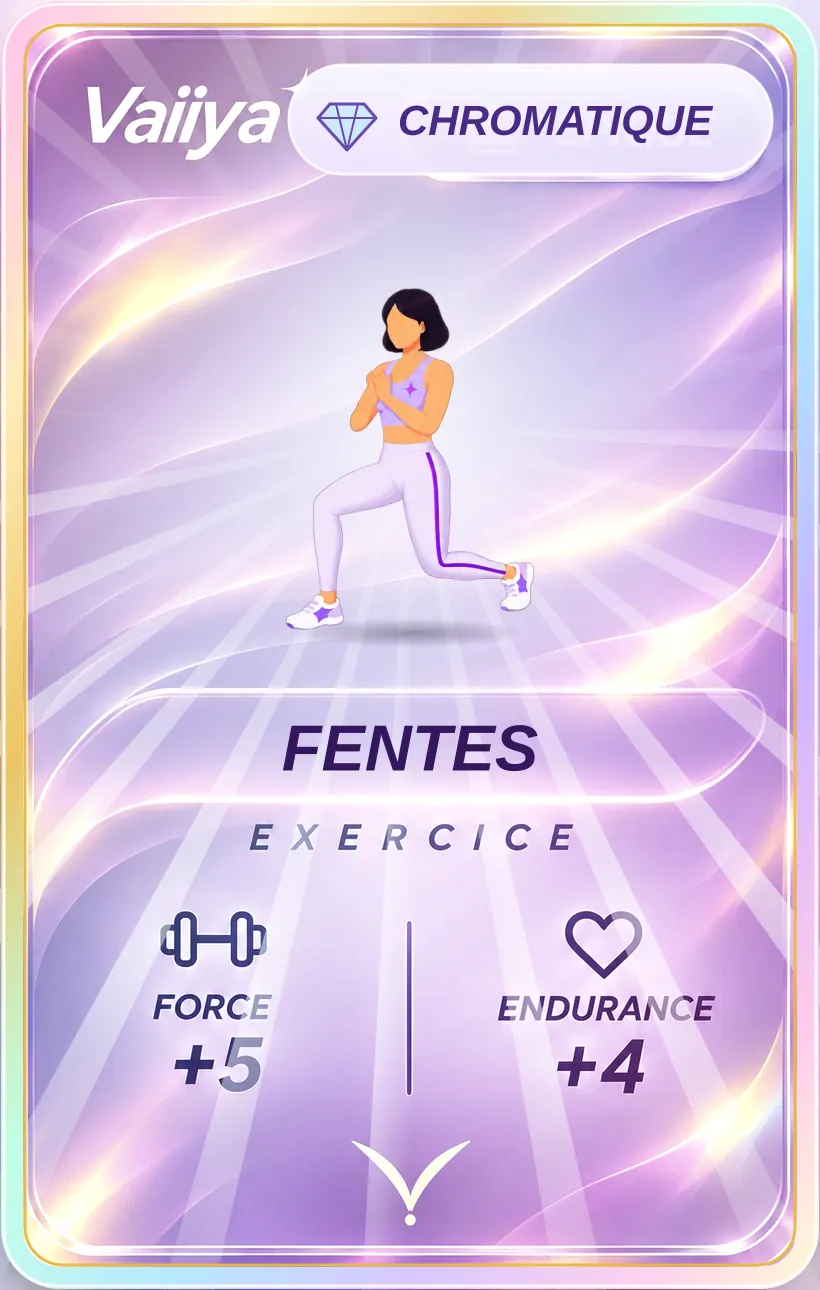 Vaiiya
CHROMATIQUE
FENTES
EXERCICE
FORCE
+5
ENDURANCE
+4